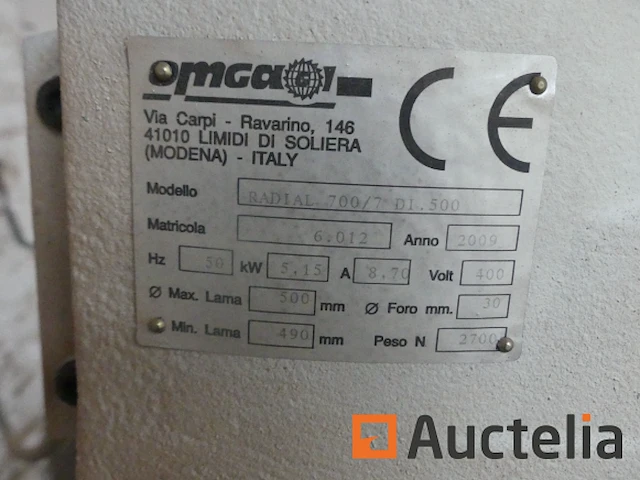 omga
CE
Via Carpi - Ravarino, 146
41010 LIMIDI DI SOLIERA
(MODENA) - ITALY
Modello RADIAL 700/7 DI.500
Matricola 6.012 Anno 2009
Hz 50 kW 5,15 A 8.70 Volt 400
Ø Max. Lama 500 mm Ø Foro mm. 30
Ø Min. Lama 490 mm Peso N 2700
Auctelia